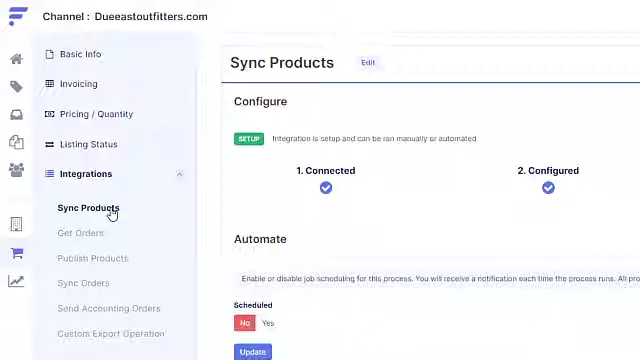 Channel : Dueeastoutfitters.com
Basic Info
Invoicing
Pricing / Quantity
Listing Status
Integrations
Sync Products
Get Orders
Publish Products
Sync Orders
Send Accounting Orders
Custom Export Operation
Sync Products Edit
Configure
SETUP Integration is setup and can be ran manually or automated
1. Connected 2. Configured
Automate
Enable or disable job scheduling for this process. You will receive a notification each time the process runs. All pro
Scheduled
No Yes
Update